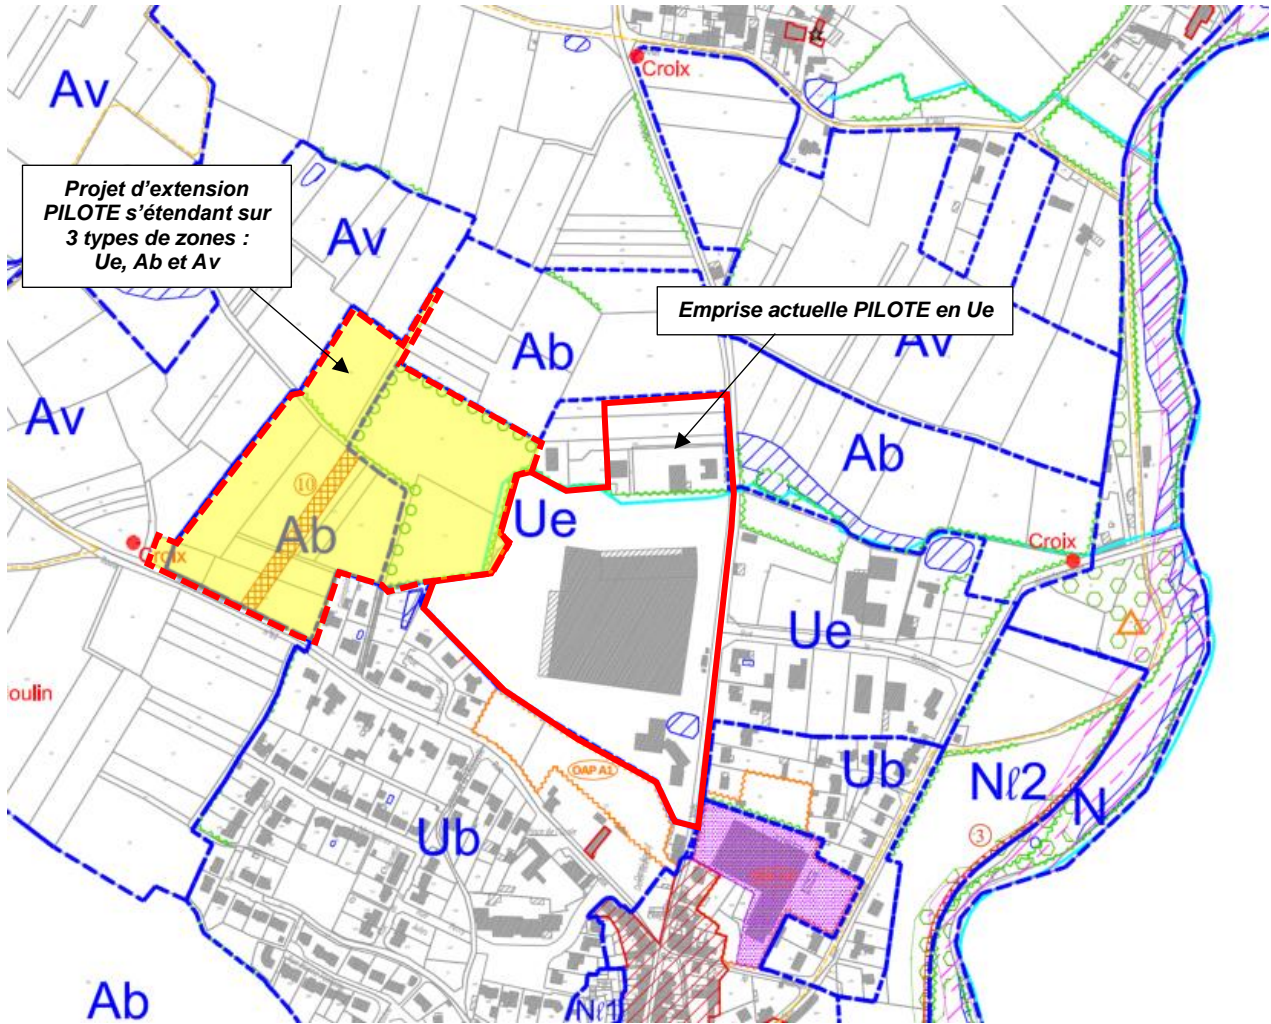 Croix
Av
Projet d'extension
PILOTE s'étendant sur
3 types de zones :
Ue, Ab et Av
Av
Emprise actuelle PILOTE en Ue
Av
Ab
Av
Ab
10
Ue
Ab
Croix
Croix
Ue
oulin
OAP A1
Ub
Nℓ2
N
Ub
3
Ab
Nℓ1